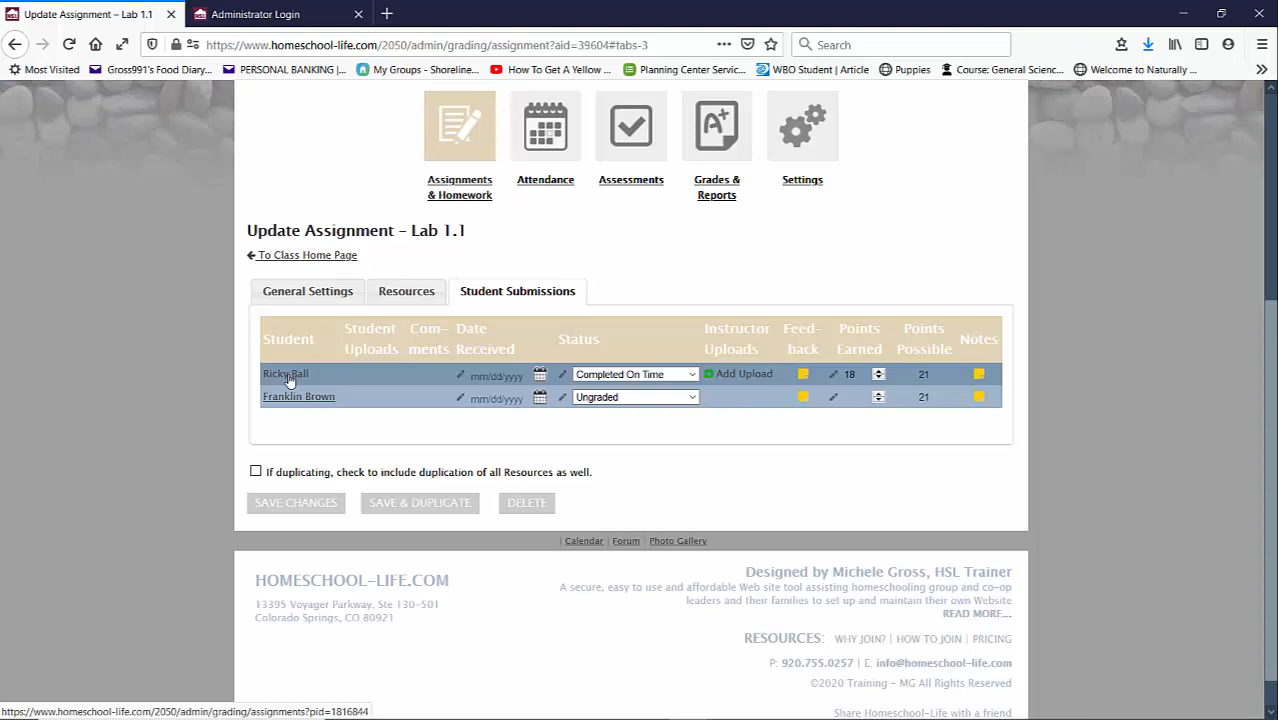 Update Assignment – Lab 1.1
Administrator Login
https://www.homeschool-life.com/2050/admin/grading/assignment?aid=39604#tabs-3
Search
Most Visited
Gross991's Food Diary...
PERSONAL BANKING |...
My Groups - Shoreline...
How To Get A Yellow ...
Planning Center Servic...
WBO Student | Article
Puppies
Course: General Scienc...
Welcome to Naturally ...
Assignments
& Homework
Attendance
Assessments
Grades &
Reports
Settings
Update Assignment – Lab 1.1
To Class Home Page
General Settings
Resources
Student Submissions
Student
Student
Uploads
Com-
ments
Date
Received
Status
Instructor
Uploads
Feed-
back
Points
Earned
Points
Possible
Notes
Ricky Ball mm/dd/yyyy Completed On Time Add Upload 18 21
Franklin Brown mm/dd/yyyy Ungraded 21
If duplicating, check to include duplication of all Resources as well.
SAVE CHANGES
SAVE & DUPLICATE
DELETE
| Calendar | Forum | Photo Gallery
HOMESCHOOL-LIFE.COM
13395 Voyager Parkway, Ste 130-501
Colorado Springs, CO 80921
Designed by Michele Gross, HSL Trainer
A secure, easy to use and affordable Web site tool assisting homeschooling group and co-op
leaders and their families to set up and maintain their own Website
READ MORE...
RESOURCES: WHY JOIN? | HOW TO JOIN | PRICING
P: 920.755.0257 | E: info@homeschool-life.com
©2020 Training - MG All Rights Reserved
Share Homeschool-Life with a friend
https://www.homeschool-life.com/2050/admin/grading/assignments?pid=1816844